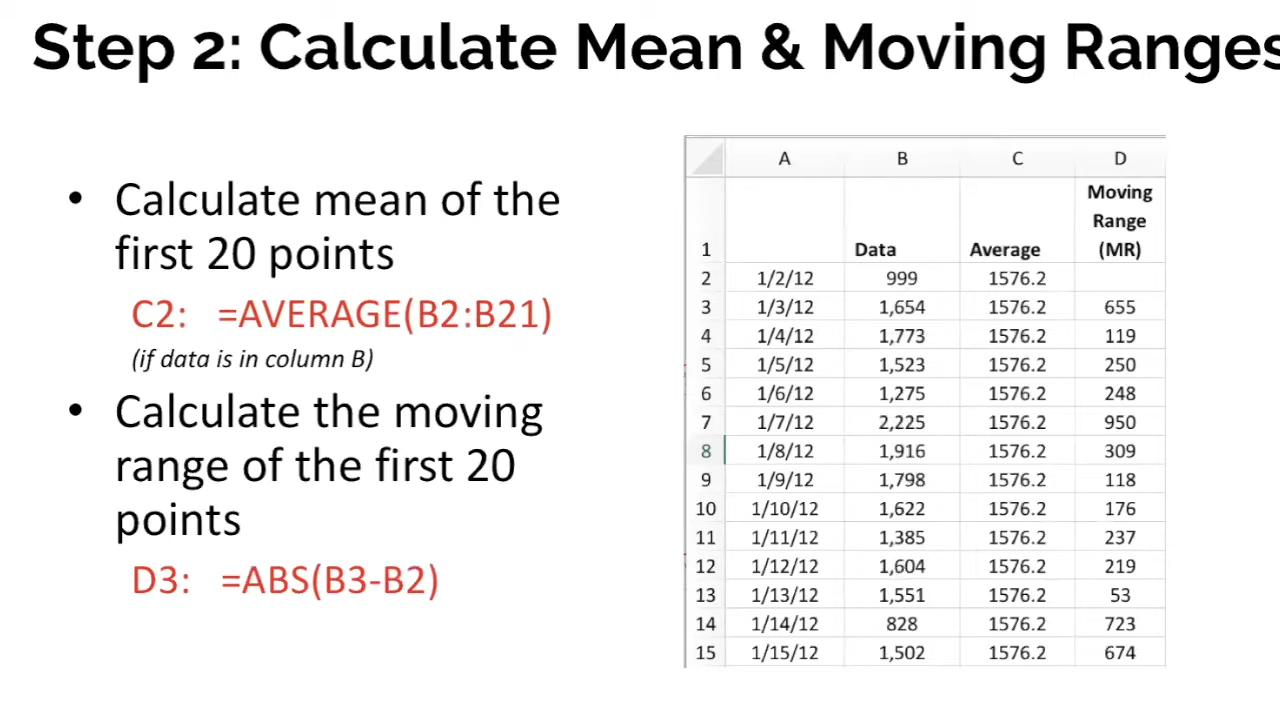 Step 2: Calculate Mean & Moving Ranges
• Calculate mean of the
first 20 points
C2: =AVERAGE(B2:B21)
(if data is in column B)
• Calculate the moving
range of the first 20
points
D3: =ABS(B3-B2)
A B C D
Moving
Range
1 Data Average (MR)
2 1/2/12 999 1576.2
3 1/3/12 1,654 1576.2 655
4 1/4/12 1,773 1576.2 119
5 1/5/12 1,523 1576.2 250
6 1/6/12 1,275 1576.2 248
7 1/7/12 2,225 1576.2 950
8 1/8/12 1,916 1576.2 309
9 1/9/12 1,798 1576.2 118
10 1/10/12 1,622 1576.2 176
11 1/11/12 1,385 1576.2 237
12 1/12/12 1,604 1576.2 219
13 1/13/12 1,551 1576.2 53
14 1/14/12 828 1576.2 723
15 1/15/12 1,502 1576.2 674